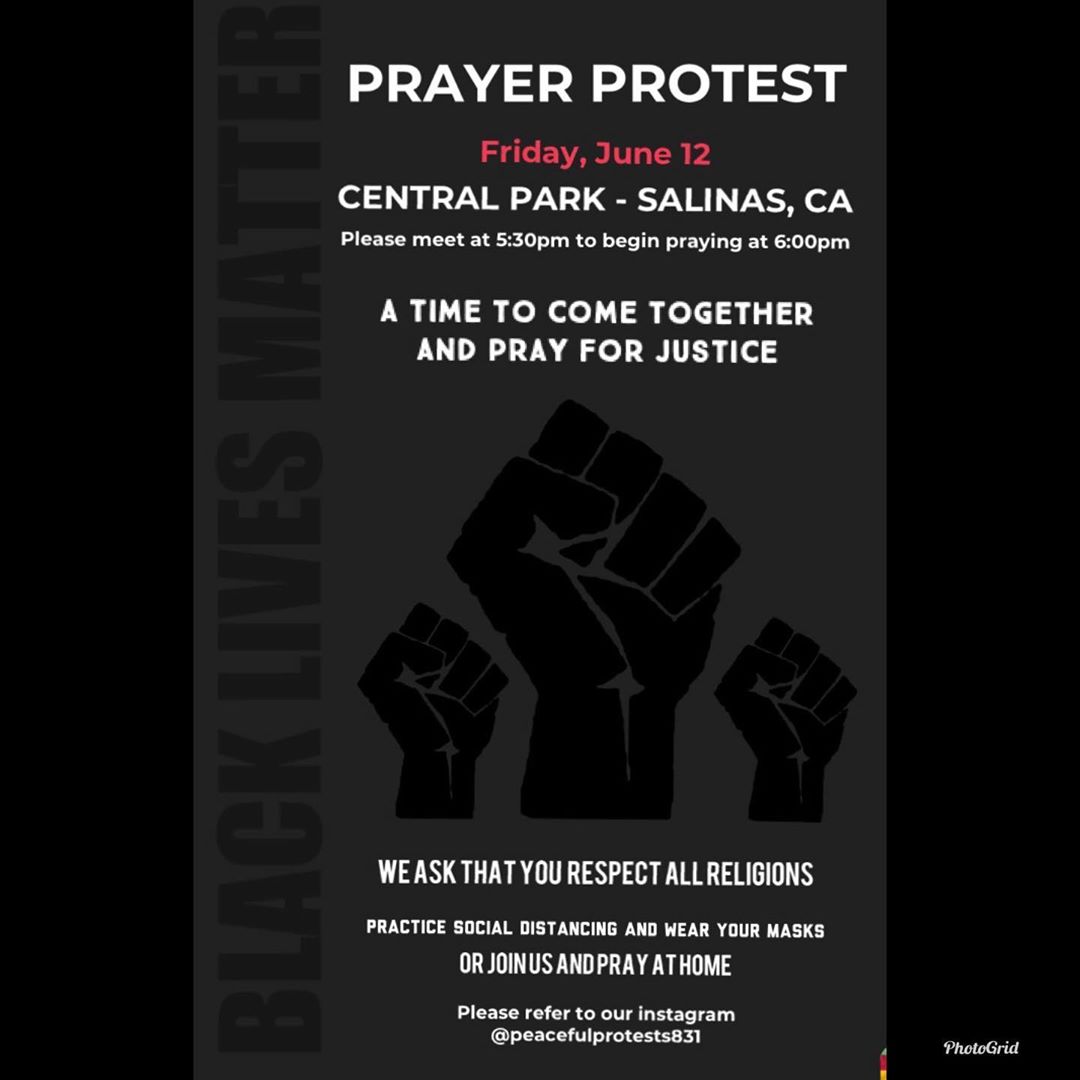 BLACK LIVES MATTER
PRAYER PROTEST
Friday, June 12
CENTRAL PARK - SALINAS, CA
Please meet at 5:30pm to begin praying at 6:00pm
A TIME TO COME TOGETHER
AND PRAY FOR JUSTICE
WE ASK THAT YOU RESPECT ALL RELIGIONS
PRACTICE SOCIAL DISTANCING AND WEAR YOUR MASKS
OR JOIN US AND PRAY AT HOME
Please refer to our instagram
@peacefulprotests831
PhotoGrid